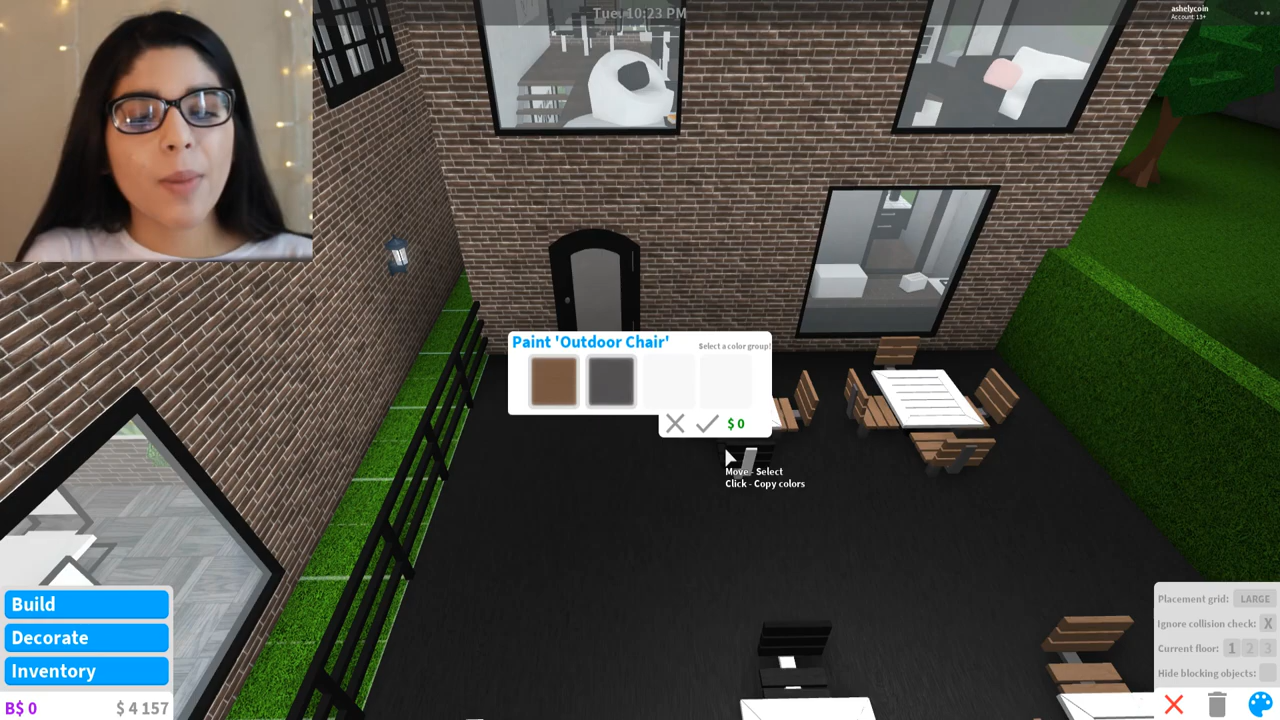 Tue. 10:23 PM
ashelycoin
Account: 13+
Paint 'Outdoor Chair'
Select a color group!
$ 0
Move - Select
Click - Copy colors
Build
Decorate
Inventory
B$ 0
$ 4 157
Placement grid: LARGE
Ignore collision check: X
Current floor: 1 2 3
Hide blocking objects: